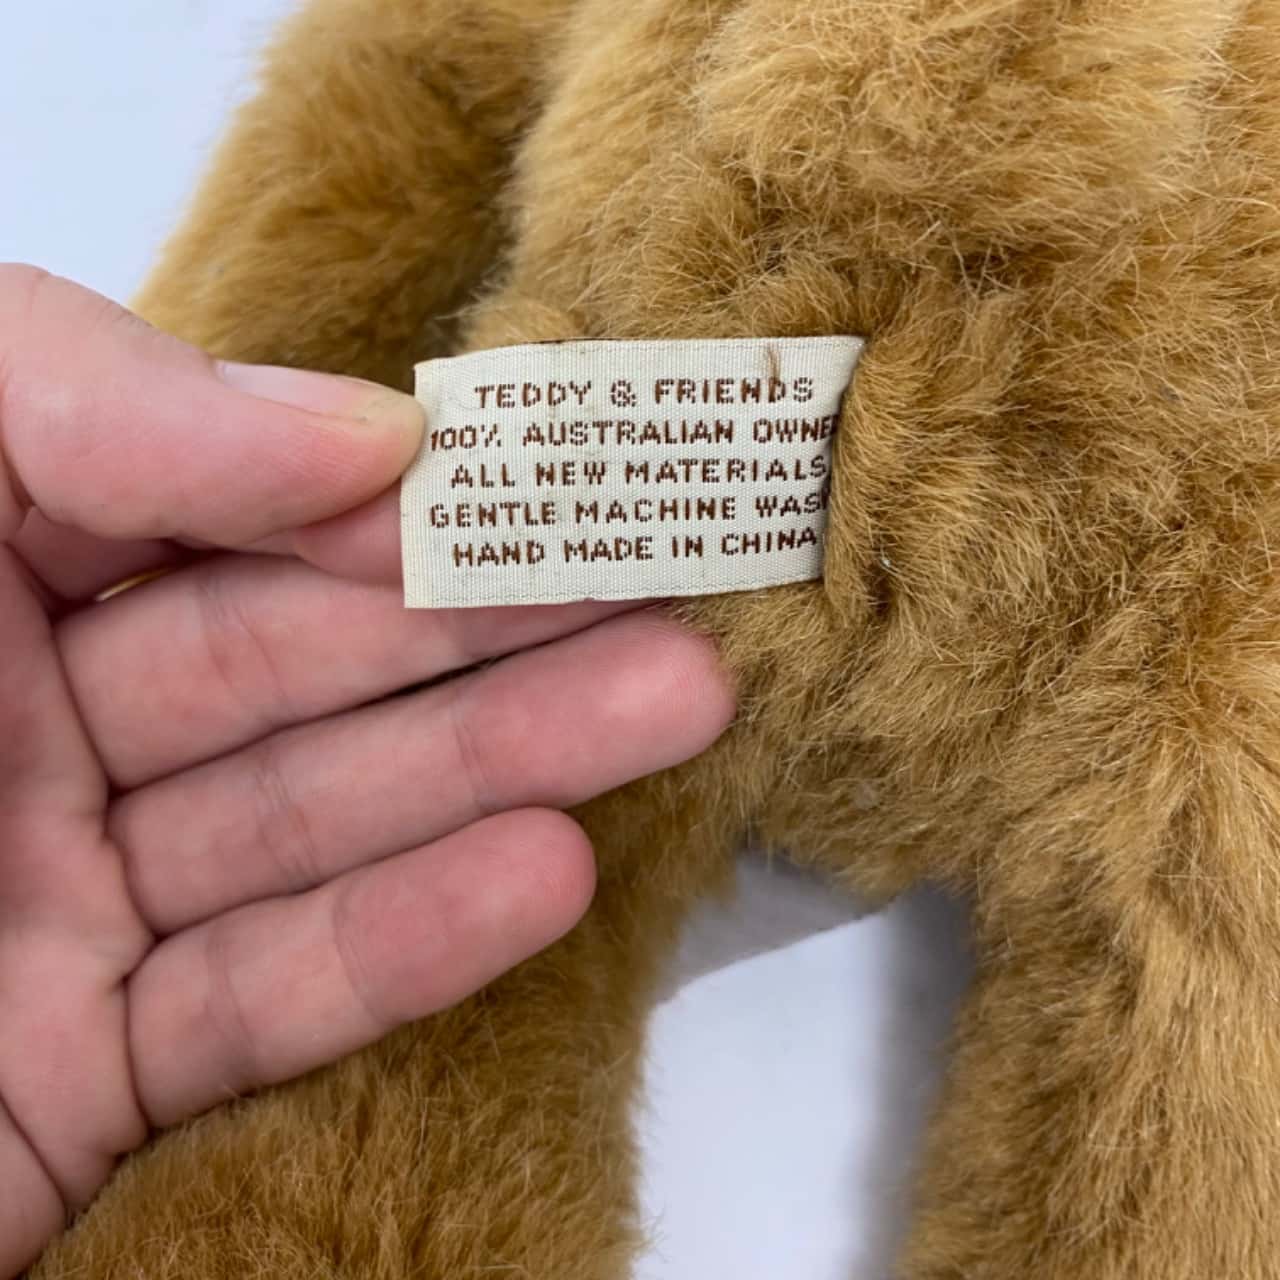 TEDDY & FRIENDS
100% AUSTRALIAN OWNE
ALL NEW MATERIALS
GENTLE MACHINE WAS
HAND MADE IN CHINA